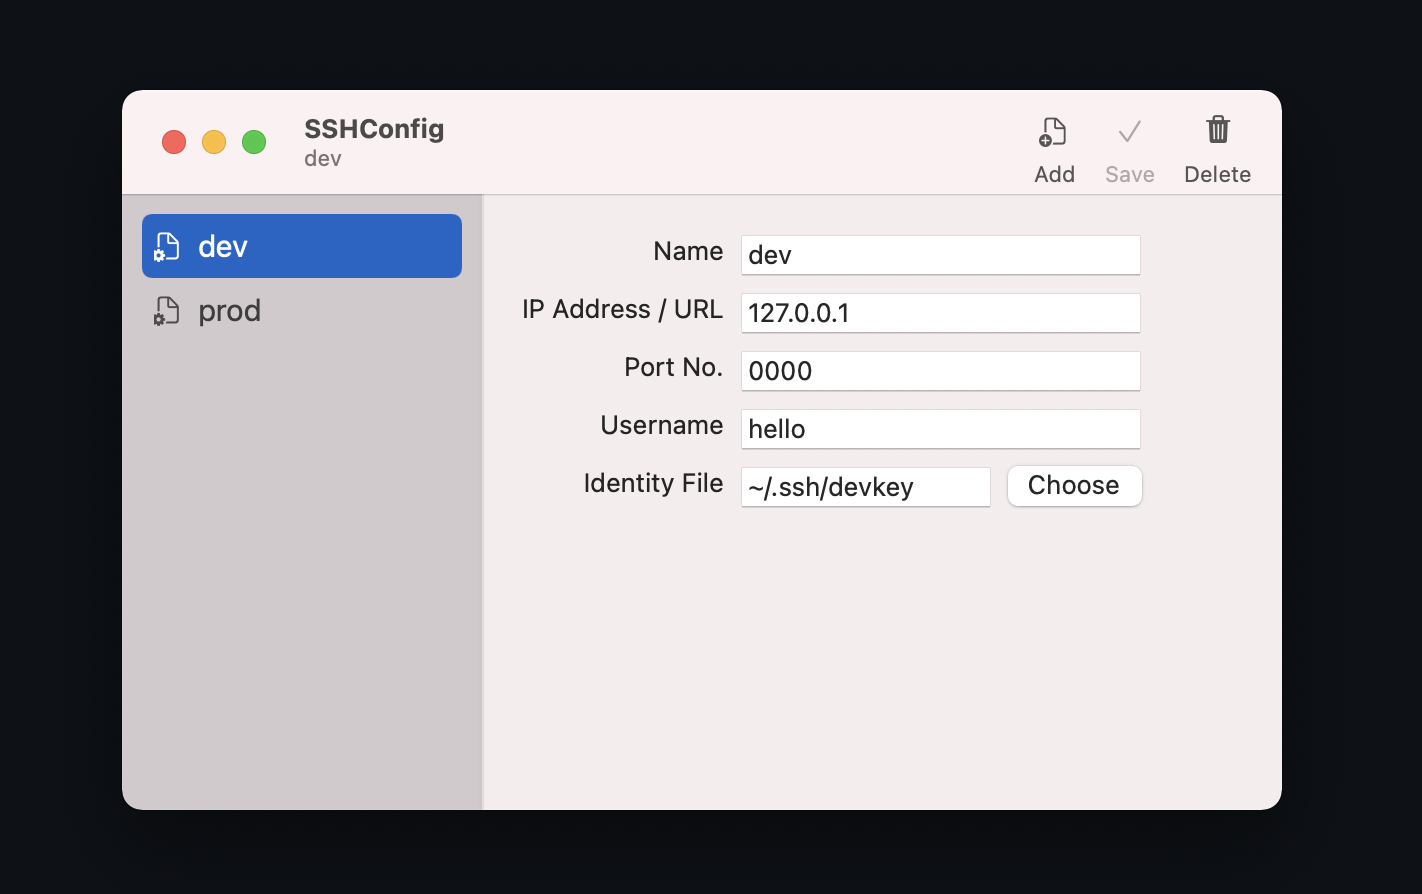 SSHConfig
dev
Add Save Delete
dev
prod
Name dev
IP Address / URL 127.0.0.1
Port No. 0000
Username hello
Identity File ~/.ssh/devkey Choose